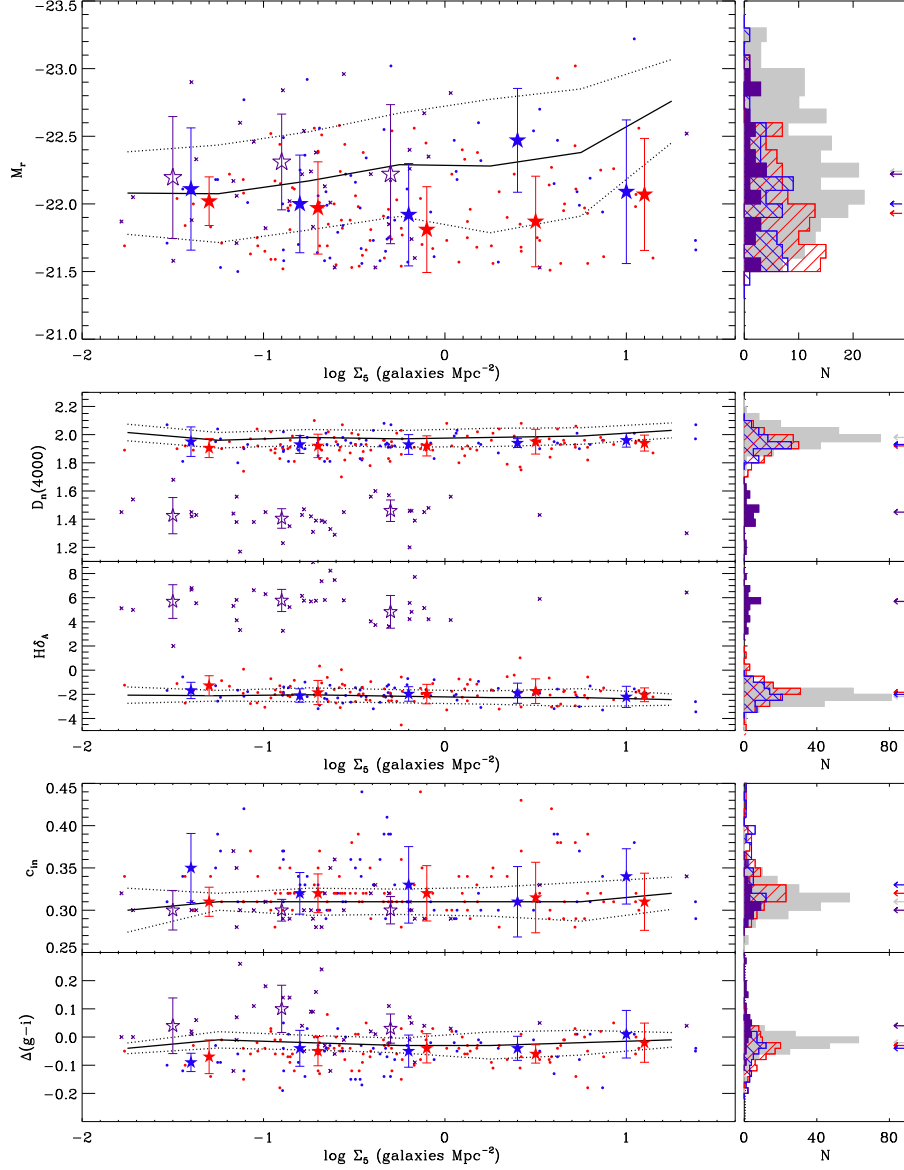 −23.5
−23.0
−22.5
−22.0
−21.5
−21.0
M_r
−2 −1 0 1
log Σ₅ (galaxies Mpc⁻²)
0 10 20
N
2.2
2.0
1.8
1.6
1.4
1.2
D_n(4000)
8
6
4
2
0
−2
−4
Hδ_A
−2 −1 0 1
log Σ₅ (galaxies Mpc⁻²)
0 40 80
N
0.45
0.40
0.35
0.30
0.25
c_in
0.2
0.1
0.0
−0.1
−0.2
Δ(g−i)
−2 −1 0 1
log Σ₅ (galaxies Mpc⁻²)
0 40 80
N